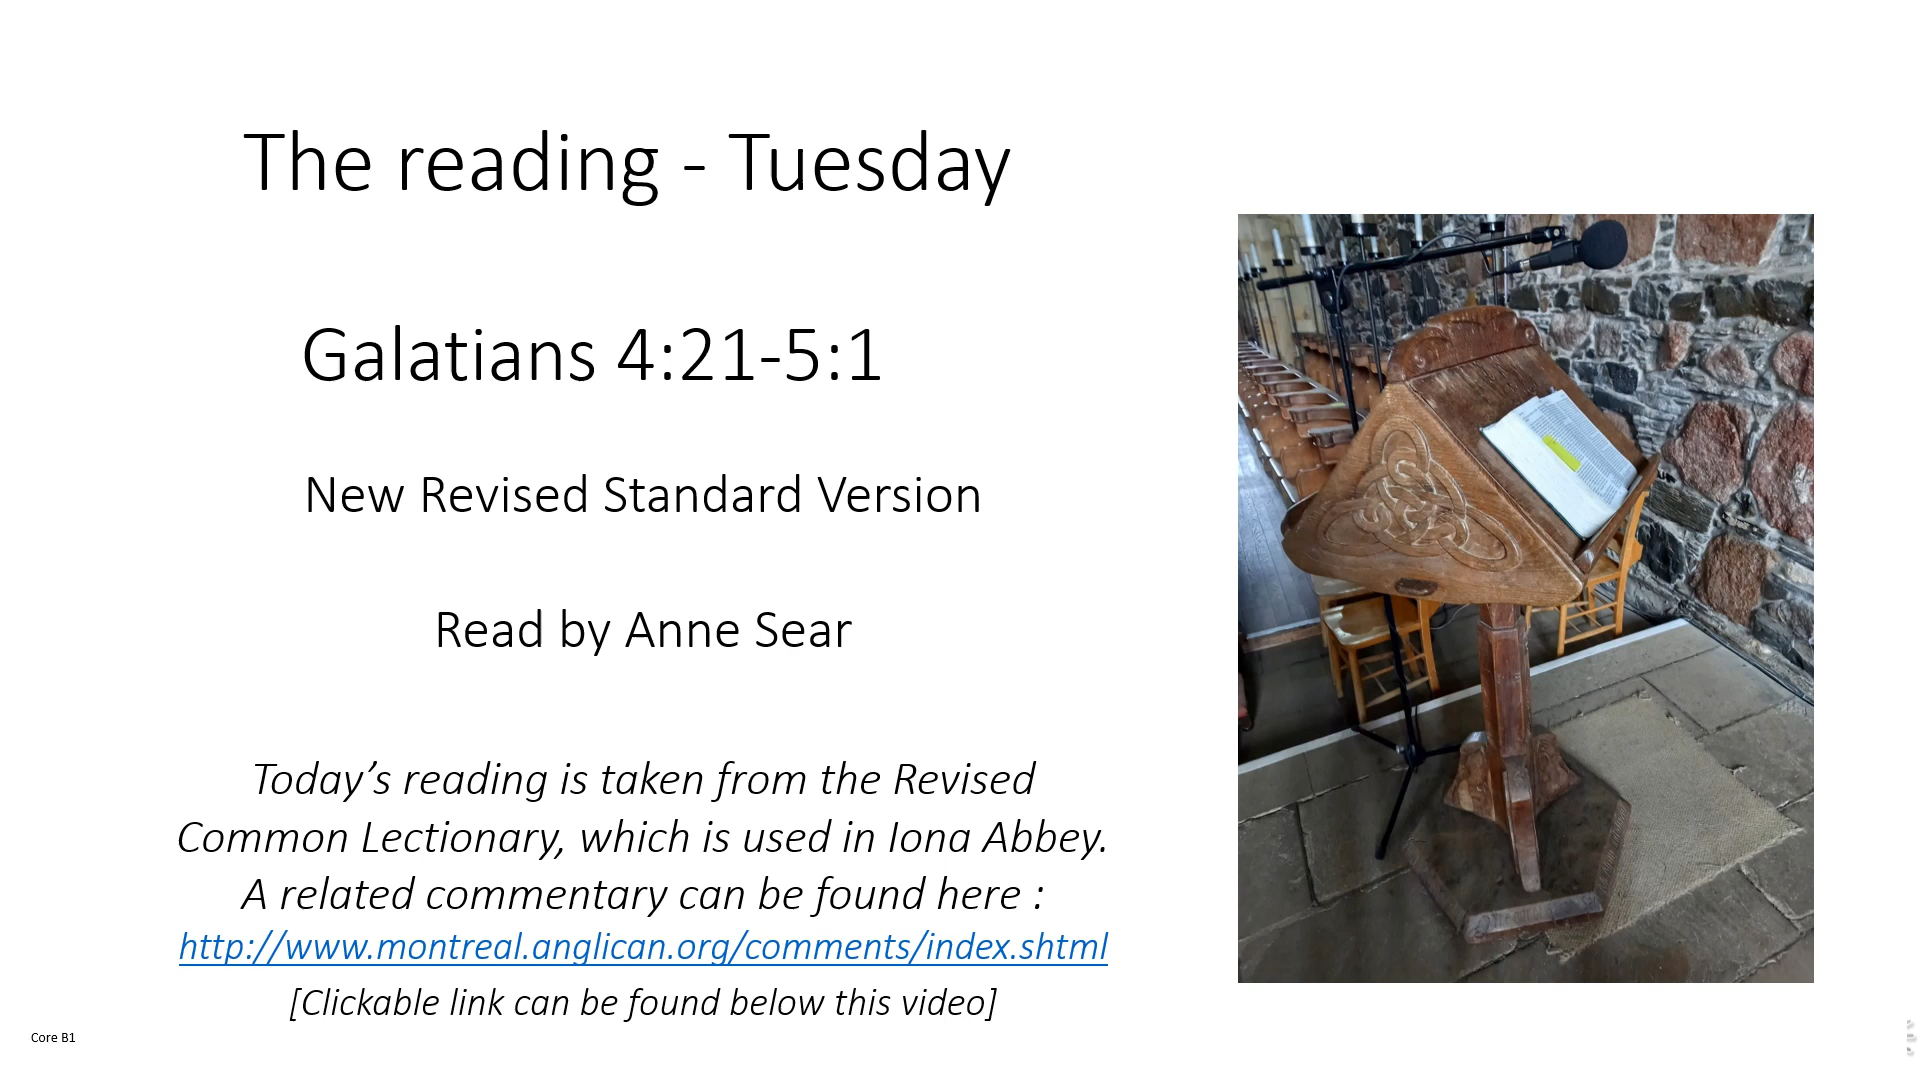 The reading - Tuesday
Galatians 4:21-5:1
New Revised Standard Version
Read by Anne Sear
Today’s reading is taken from the Revised
Common Lectionary, which is used in Iona Abbey.
A related commentary can be found here :
http://www.montreal.anglican.org/comments/index.shtml
[Clickable link can be found below this video]
Core B1